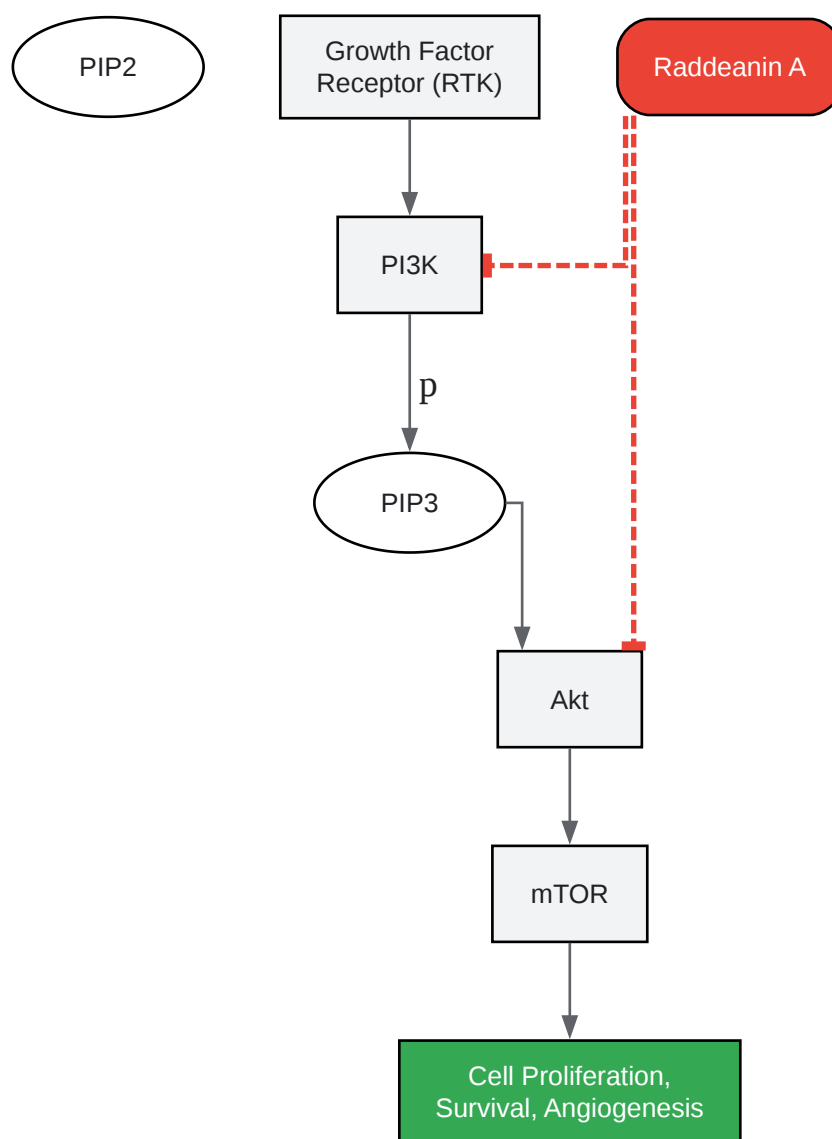 PIP2
Growth Factor
Receptor (RTK)
Raddeanin A
PI3K
p
PIP3
Akt
mTOR
Cell Proliferation,
Survival, Angiogenesis